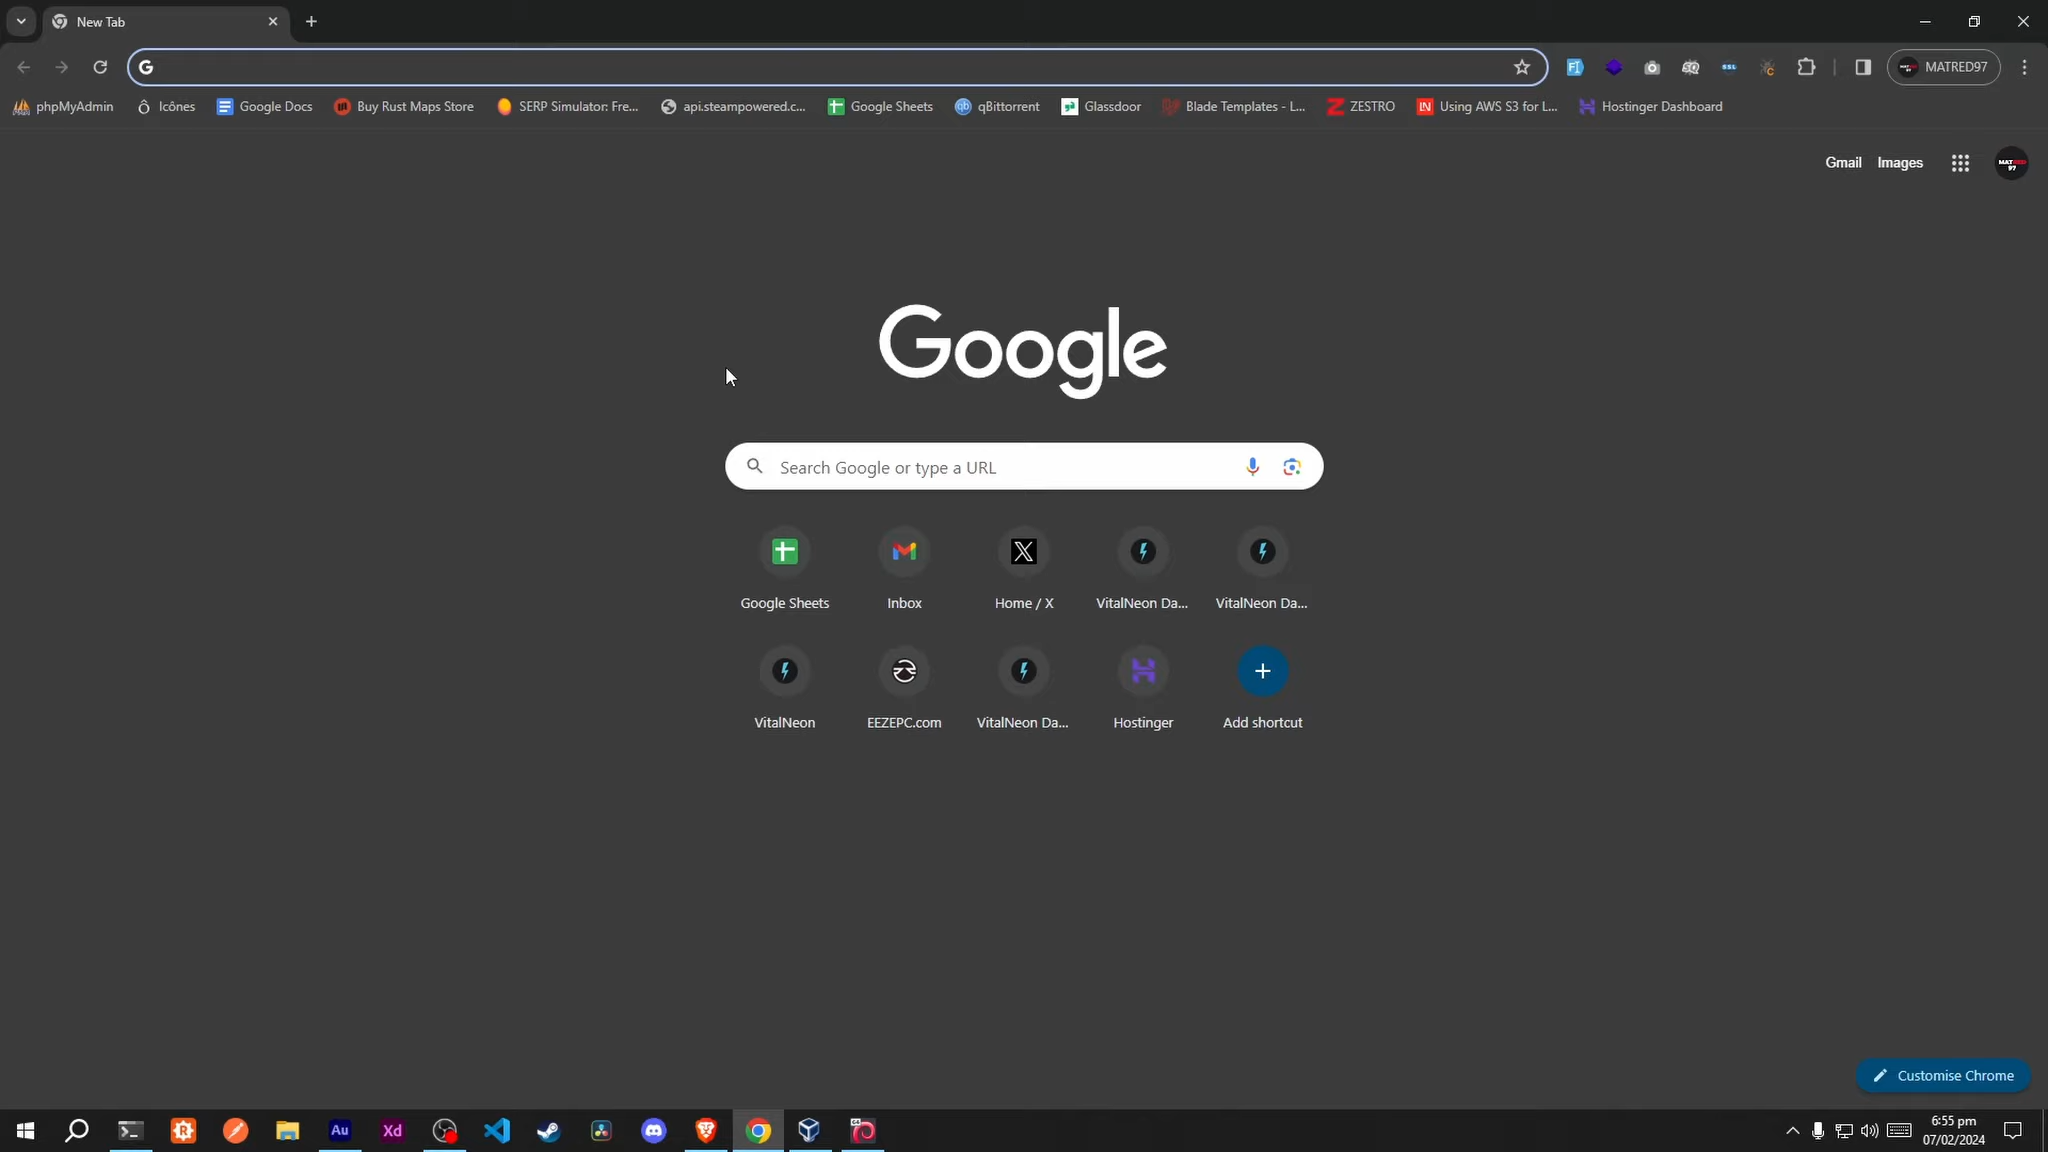 New Tab
MATRED97
phpMyAdmin Icônes Google Docs Buy Rust Maps Store SERP Simulator: Fre... api.steampowered.c... Google Sheets qBittorrent Glassdoor Blade Templates - L... ZESTRO Using AWS S3 for L... Hostinger Dashboard
Gmail Images
Google
Search Google or type a URL
Google Sheets Inbox Home / X VitalNeon Da... VitalNeon Da...
VitalNeon EEZEPC.com VitalNeon Da... Hostinger Add shortcut
Customise Chrome
Au Xd
6:55 pm
07/02/2024